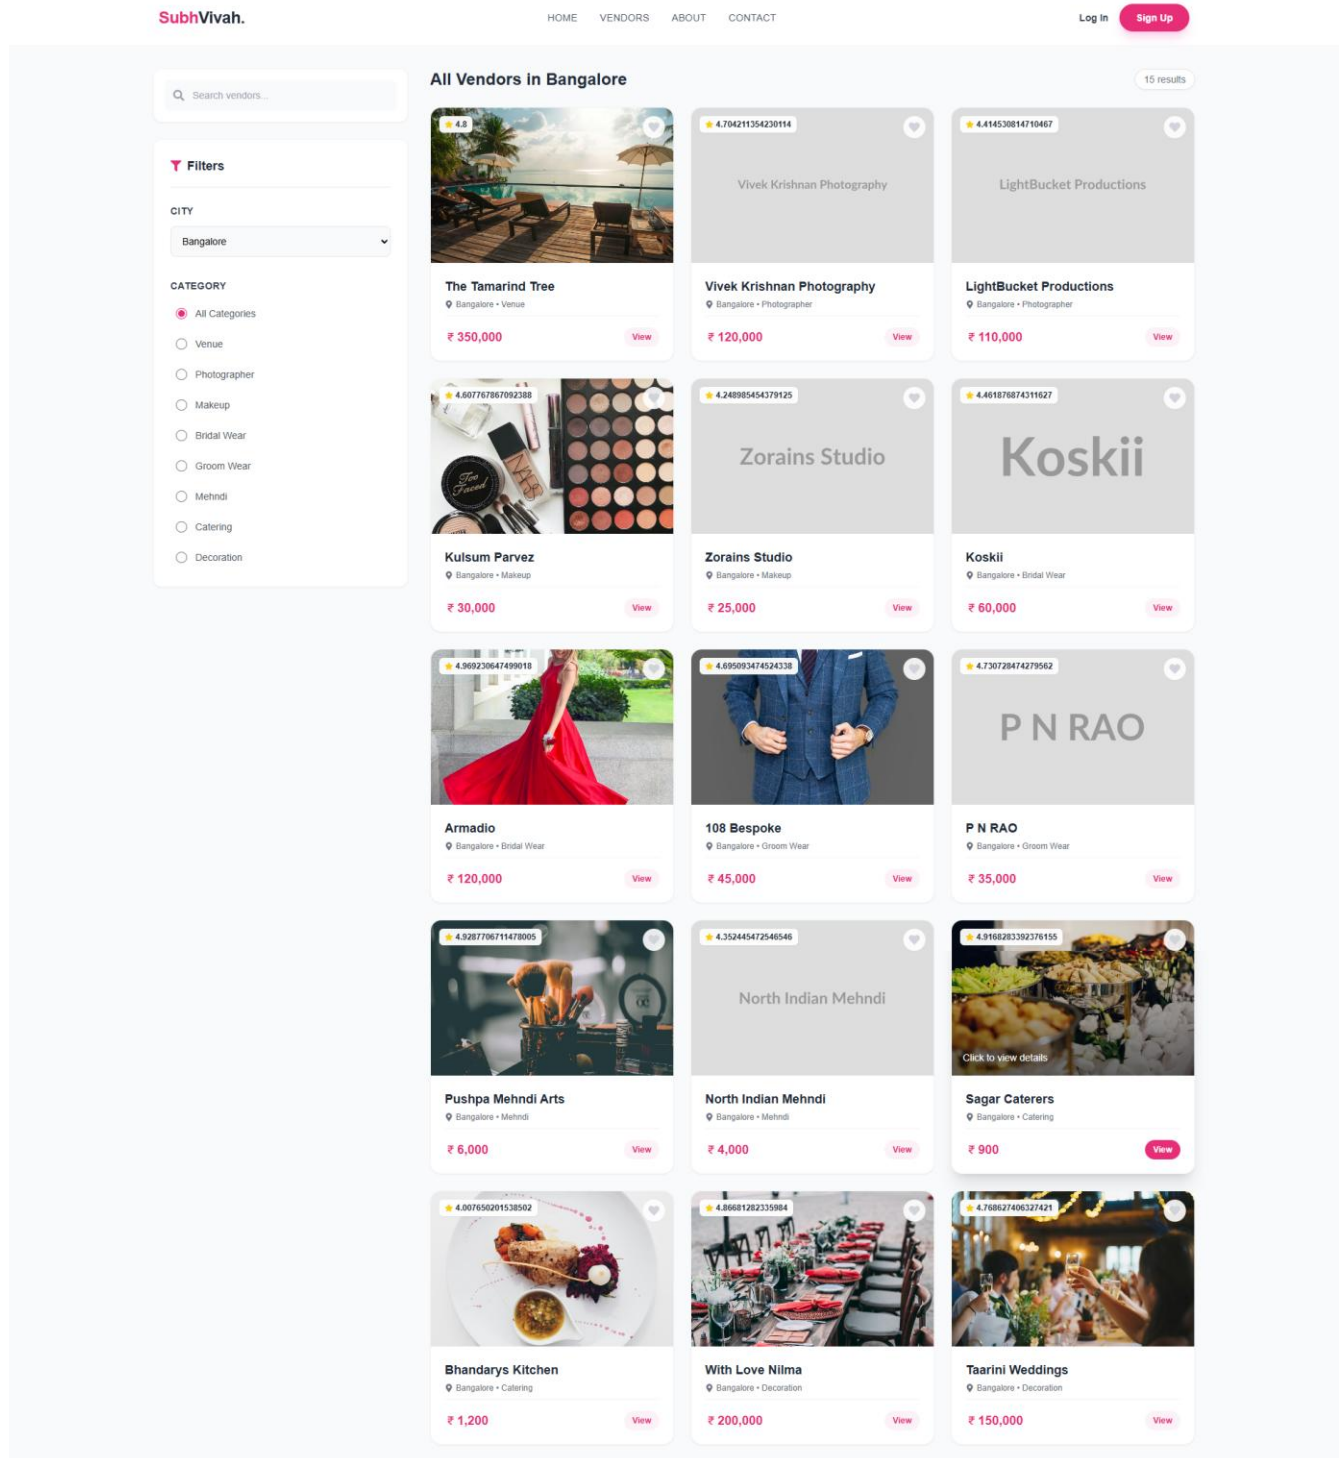 SubhVivah.
HOME VENDORS ABOUT CONTACT
Log In Sign Up
Search vendors...
Filters
CITY
Bangalore
CATEGORY
All Categories
Venue
Photographer
Makeup
Bridal Wear
Groom Wear
Mehndi
Catering
Decoration
All Vendors in Bangalore
15 results
4.8
The Tamarind Tree
Bangalore • Venue
₹ 350,000 View
4.704211354230114
Vivek Krishnan Photography
Vivek Krishnan Photography
Bangalore • Photographer
₹ 120,000 View
4.414530814710467
LightBucket Productions
LightBucket Productions
Bangalore • Photographer
₹ 110,000 View
4.607767867092388
Too
Faced
NARS
Kulsum Parvez
Bangalore • Makeup
₹ 30,000 View
4.248985454379125
Zorains Studio
Zorains Studio
Bangalore • Makeup
₹ 25,000 View
4.461876874311627
Koskii
Koskii
Bangalore • Bridal Wear
₹ 60,000 View
4.969230647499018
Armadio
Bangalore • Bridal Wear
₹ 120,000 View
4.695093474524338
108 Bespoke
Bangalore • Groom Wear
₹ 45,000 View
4.730728474279562
P N RAO
P N RAO
Bangalore • Groom Wear
₹ 35,000 View
4.9287706711478005
Pushpa Mehndi Arts
Bangalore • Mehndi
₹ 6,000 View
4.352445472546546
North Indian Mehndi
North Indian Mehndi
Bangalore • Mehndi
₹ 4,000 View
4.9168283392376155
Click to view details
Sagar Caterers
Bangalore • Catering
₹ 900 View
4.007650201538502
Bhandarys Kitchen
Bangalore • Catering
₹ 1,200 View
4.86681282335984
With Love Nilma
Bangalore • Decoration
₹ 200,000 View
4.768627406327421
Taarini Weddings
Bangalore • Decoration
₹ 150,000 View